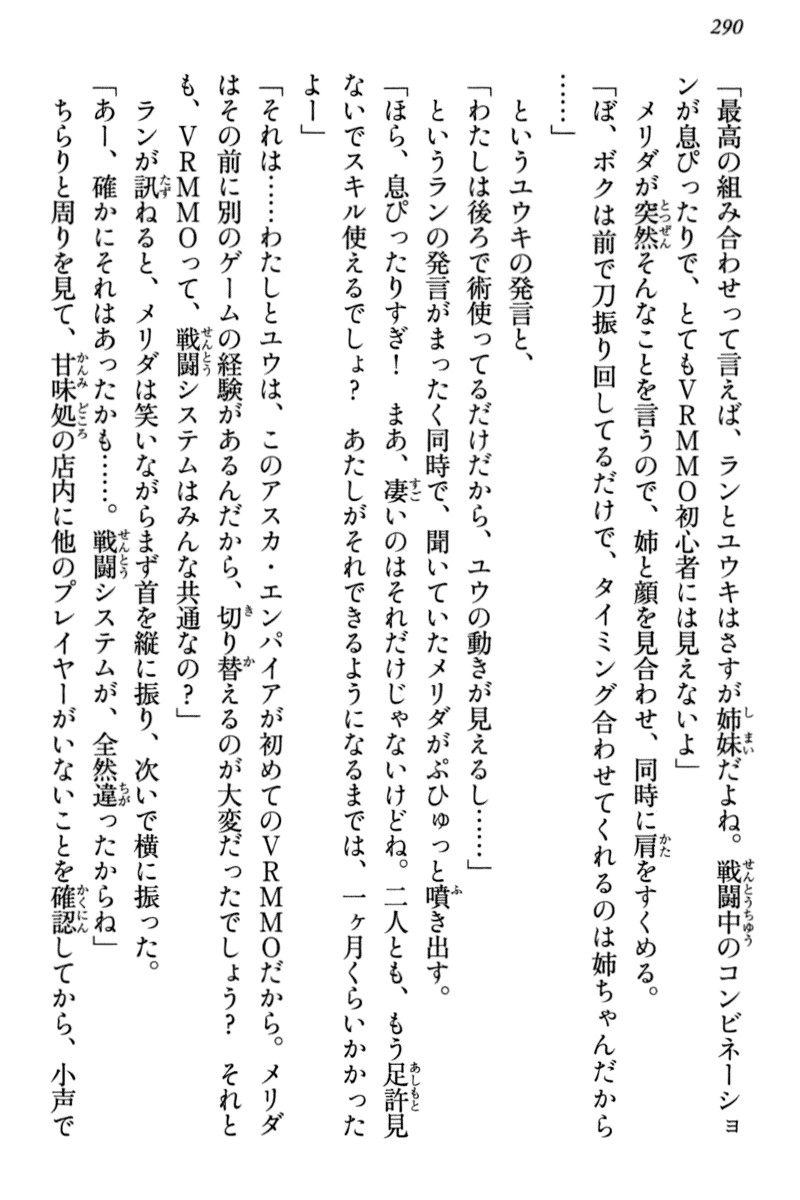 290
「最高の組み合わせって言えば、ランとユウキはさすが姉妹だよね。戦闘中のコンビネーショ
ンが息ぴったりで、とてもVRMMO初心者には見えないよ」
メリダが突然そんなことを言うので、姉と顔を見合わせ、同時に肩をすくめる。
「ぼ、ボクは前で刀振り回してるだけで、タイミング合わせてくれるのは姉ちゃんだから
……」
というユウキの発言と、
「わたしは後ろで術使ってるだけだから、ユウの動きが見えるし……」
というランの発言がまったく同時で、聞いていたメリダがぷひゅっと噴き出す。
「ほら、息ぴったりすぎ！　まあ、凄いのはそれだけじゃないけどね。二人とも、もう足許見
ないでスキル使えるでしょ？　あたしがそれできるようになるまでは、一ヶ月くらいかかった
よー」
「それは……わたしとユウは、このアスカ・エンパイアが初めてのVRMMOだから。メリダ
はその前に別のゲームの経験があるんだから、切り替えるのが大変だったでしょう？　それと
も、VRMMOって、戦闘システムはみんな共通なの？」
ランが訊ねると、メリダは笑いながらまず首を縦に振り、次いで横に振った。
「あー、確かにそれはあったかも……。戦闘システムが、全然違ったからね」
ちらりと周りを見て、甘味処の店内に他のプレイヤーがいないことを確認してから、小声で